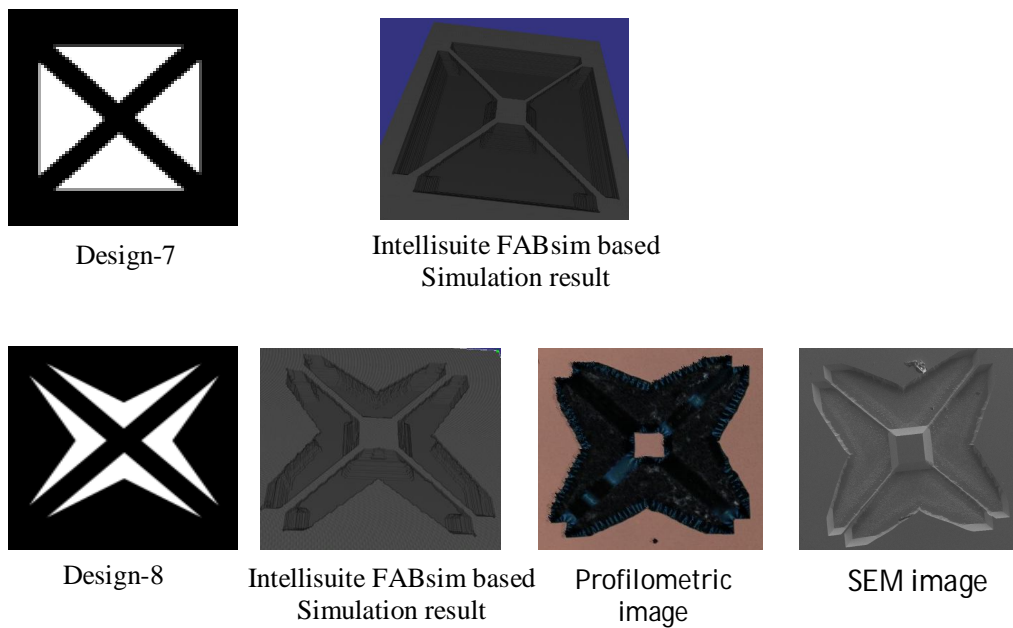 Design-7
Intellisuite FABsim based
Simulation result
Design-8
Intellisuite FABsim based
Simulation result
Profilometric
image
SEM image